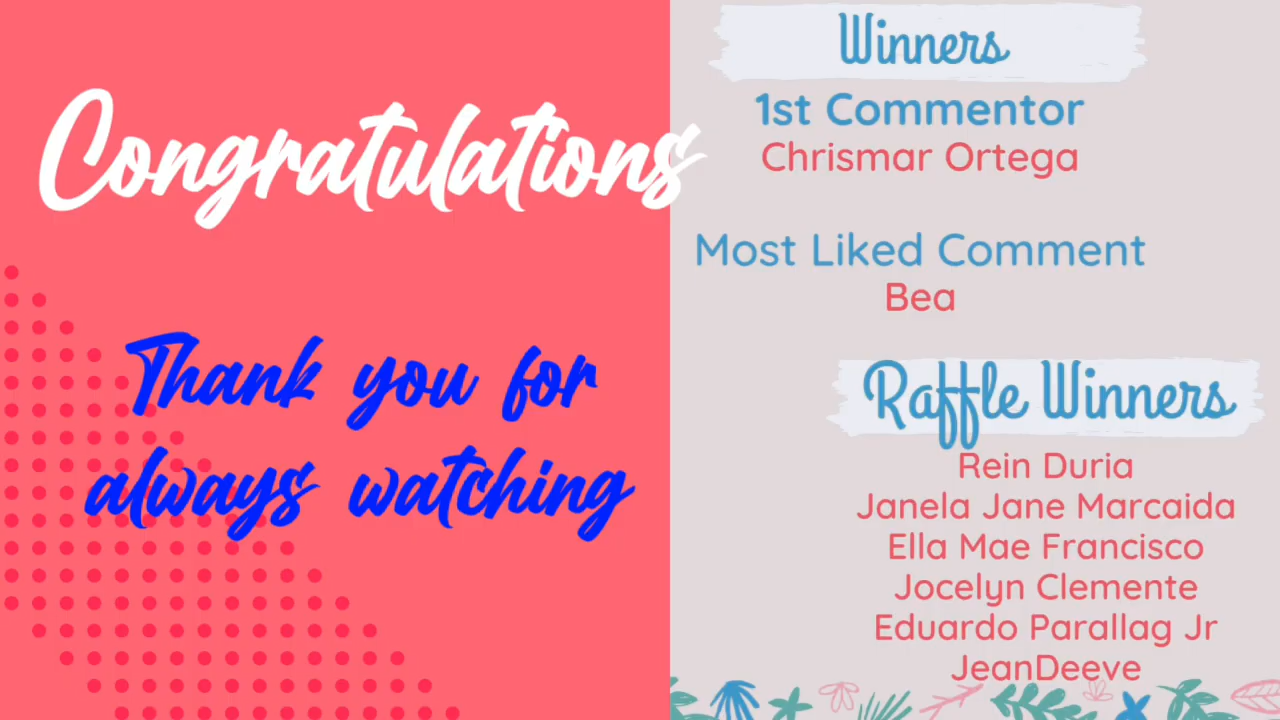 Congratulations
Thank you for
always watching
Winners
1st Commentor
Chrismar Ortega
Most Liked Comment
Bea
Raffle Winners
Rein Duria
Janela Jane Marcaida
Ella Mae Francisco
Jocelyn Clemente
Eduardo Parallag Jr
JeanDeeve